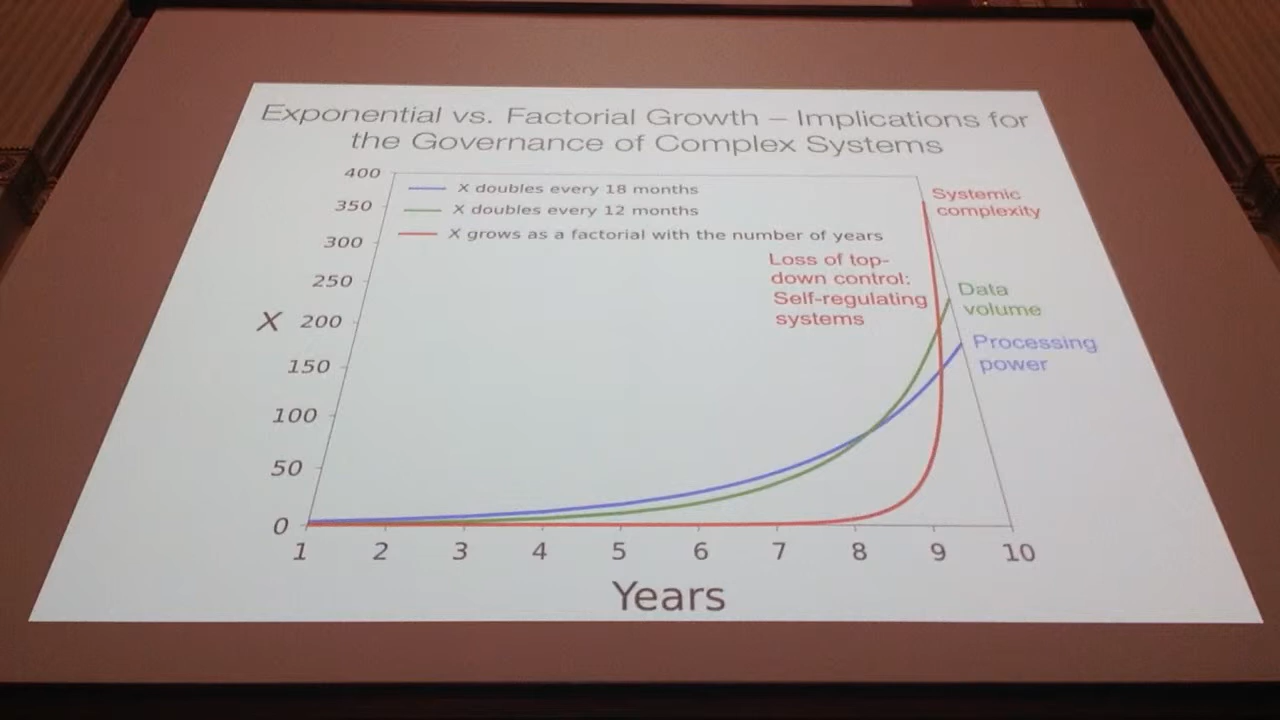 Exponential vs. Factorial Growth – Implications for
the Governance of Complex Systems
400
350
300
250
200
150
100
50
0
X
X doubles every 18 months
X doubles every 12 months
X grows as a factorial with the number of years
Loss of top-
down control:
Self-regulating
systems
Systemic
complexity
Data
volume
Processing
power
1 2 3 4 5 6 7 8 9 10
Years